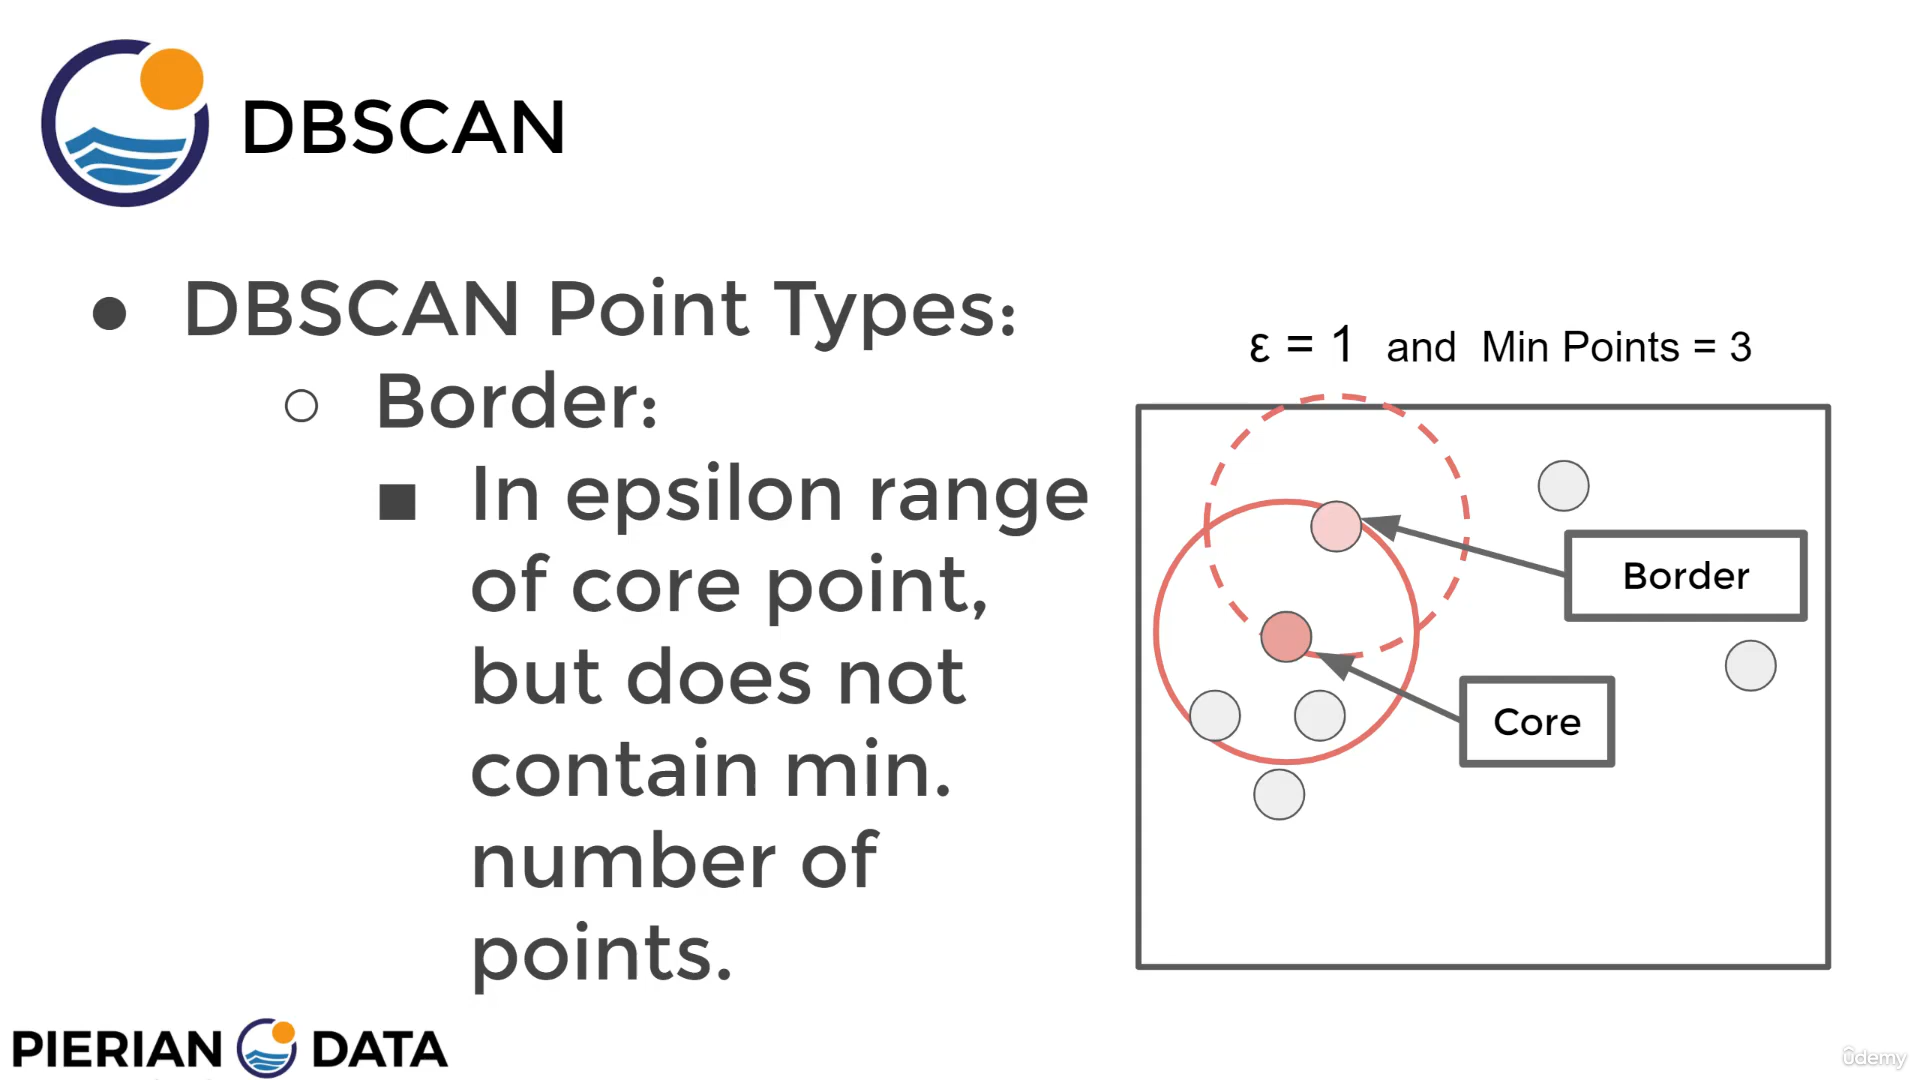 DBSCAN
● DBSCAN Point Types:
○ Border:
■ In epsilon range
of core point,
but does not
contain min.
number of
points.
ε = 1 and Min Points = 3
Border
Core
PIERIAN DATA
ûdemy